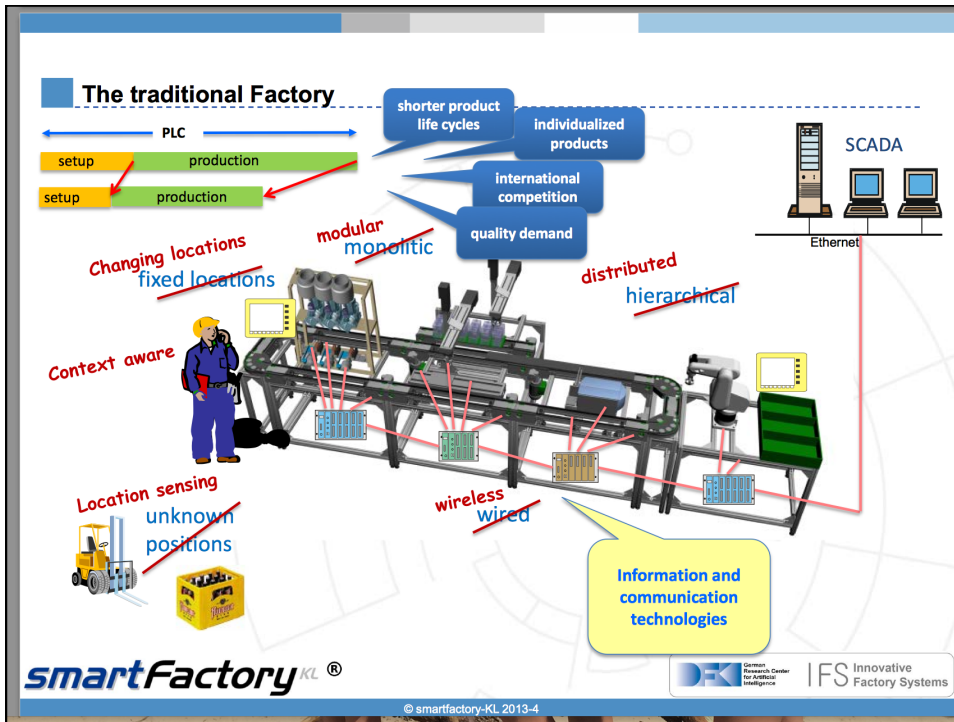 The traditional Factory
PLC
setup
production
setup
production
shorter product
life cycles
individualized
products
international
competition
quality demand
SCADA
Ethernet
Changing locations
fixed locations
modular
monolitic
distributed
hierarchical
Context aware
Location sensing
unknown
positions
wireless
wired
Information and
communication
technologies
smartFactory KL ®
DFKI
German
Research Center
for Artificial
Intelligence
IFS Innovative
Factory Systems
© smartfactory-KL 2013-4